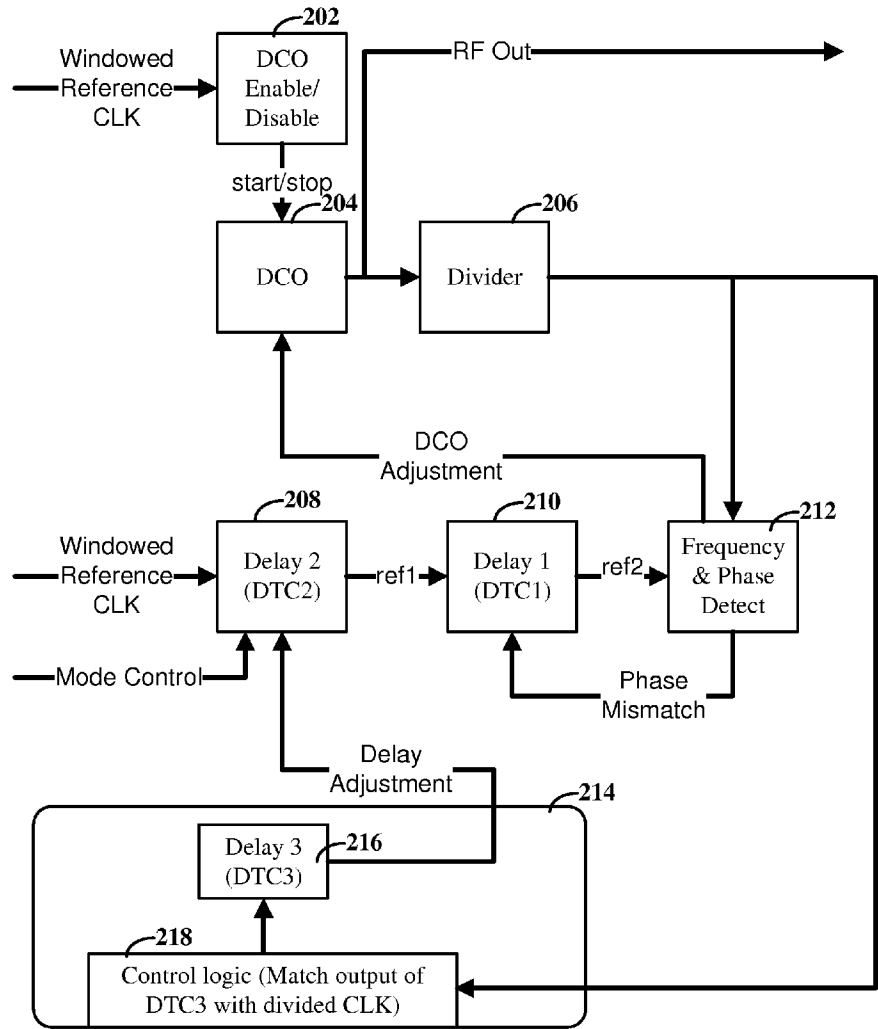 202
Windowed
Reference
CLK
DCO
Enable/
Disable
RF Out
start/stop
204
206
DCO
Divider
DCO
Adjustment
208
210
212
Windowed
Reference
CLK
Delay 2
(DTC2)
ref1
Delay 1
(DTC1)
ref2
Frequency
& Phase
Detect
Mode Control
Phase
Mismatch
Delay
Adjustment
214
Delay 3
(DTC3)
216
218
Control logic (Match output of
DTC3 with divided CLK)